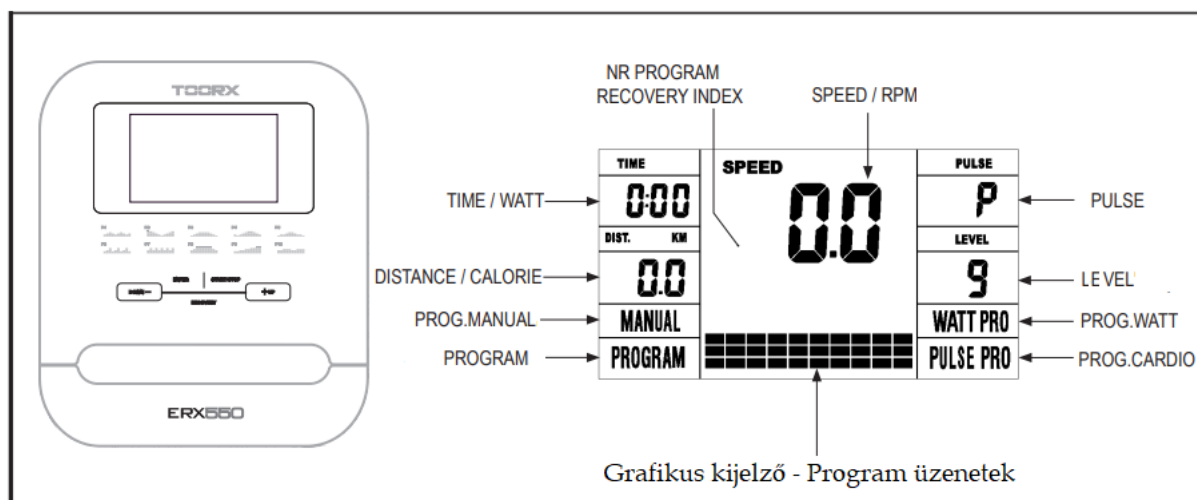 TOORX
ERX550
NR PROGRAM
RECOVERY INDEX
SPEED / RPM
TIME / WATT
DISTANCE / CALORIE
PROG.MANUAL
PROGRAM
TIME
0:00
DIST. KM
0.0
MANUAL
PROGRAM
SPEED
0.0
PULSE
P
LEVEL
9
WATT PRO
PULSE PRO
PULSE
LEVEL'
PROG.WATT
PROG.CARDIO
Grafikus kijelző - Program üzenetek